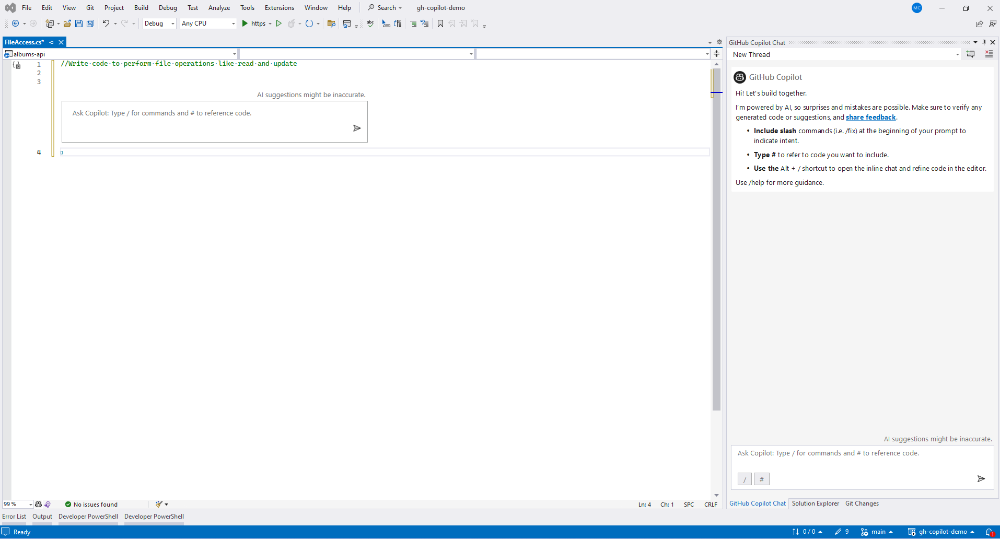 File Edit View Git Project Build Debug Test Analyze Tools Extensions Window Help Search gh-copilot-demo MC
Debug Any CPU https abc
FileAccess.cs*
albums-api
1 //Write code to perform file operations like read and update
2
3
AI suggestions might be inaccurate.
Ask Copilot: Type / for commands and # to reference code.
4
99 % No issues found Ln: 4 Ch: 1 SPC CRLF
GitHub Copilot Chat
New Thread
GitHub Copilot
Hi! Let's build together.
I'm powered by AI, so surprises and mistakes are possible. Make sure to verify any
generated code or suggestions, and share feedback.
• Include slash commands (i.e. /fix) at the beginning of your prompt to
indicate intent.
• Type # to refer to code you want to include.
• Use the Alt + / shortcut to open the inline chat and refine code in the editor.
Use /help for more guidance.
AI suggestions might be inaccurate.
Ask Copilot: Type / for commands and # to reference code.
/ #
GitHub Copilot Chat Solution Explorer Git Changes
Error List Output Developer PowerShell Developer PowerShell
Ready 0 / 0 9 main gh-copilot-demo 1